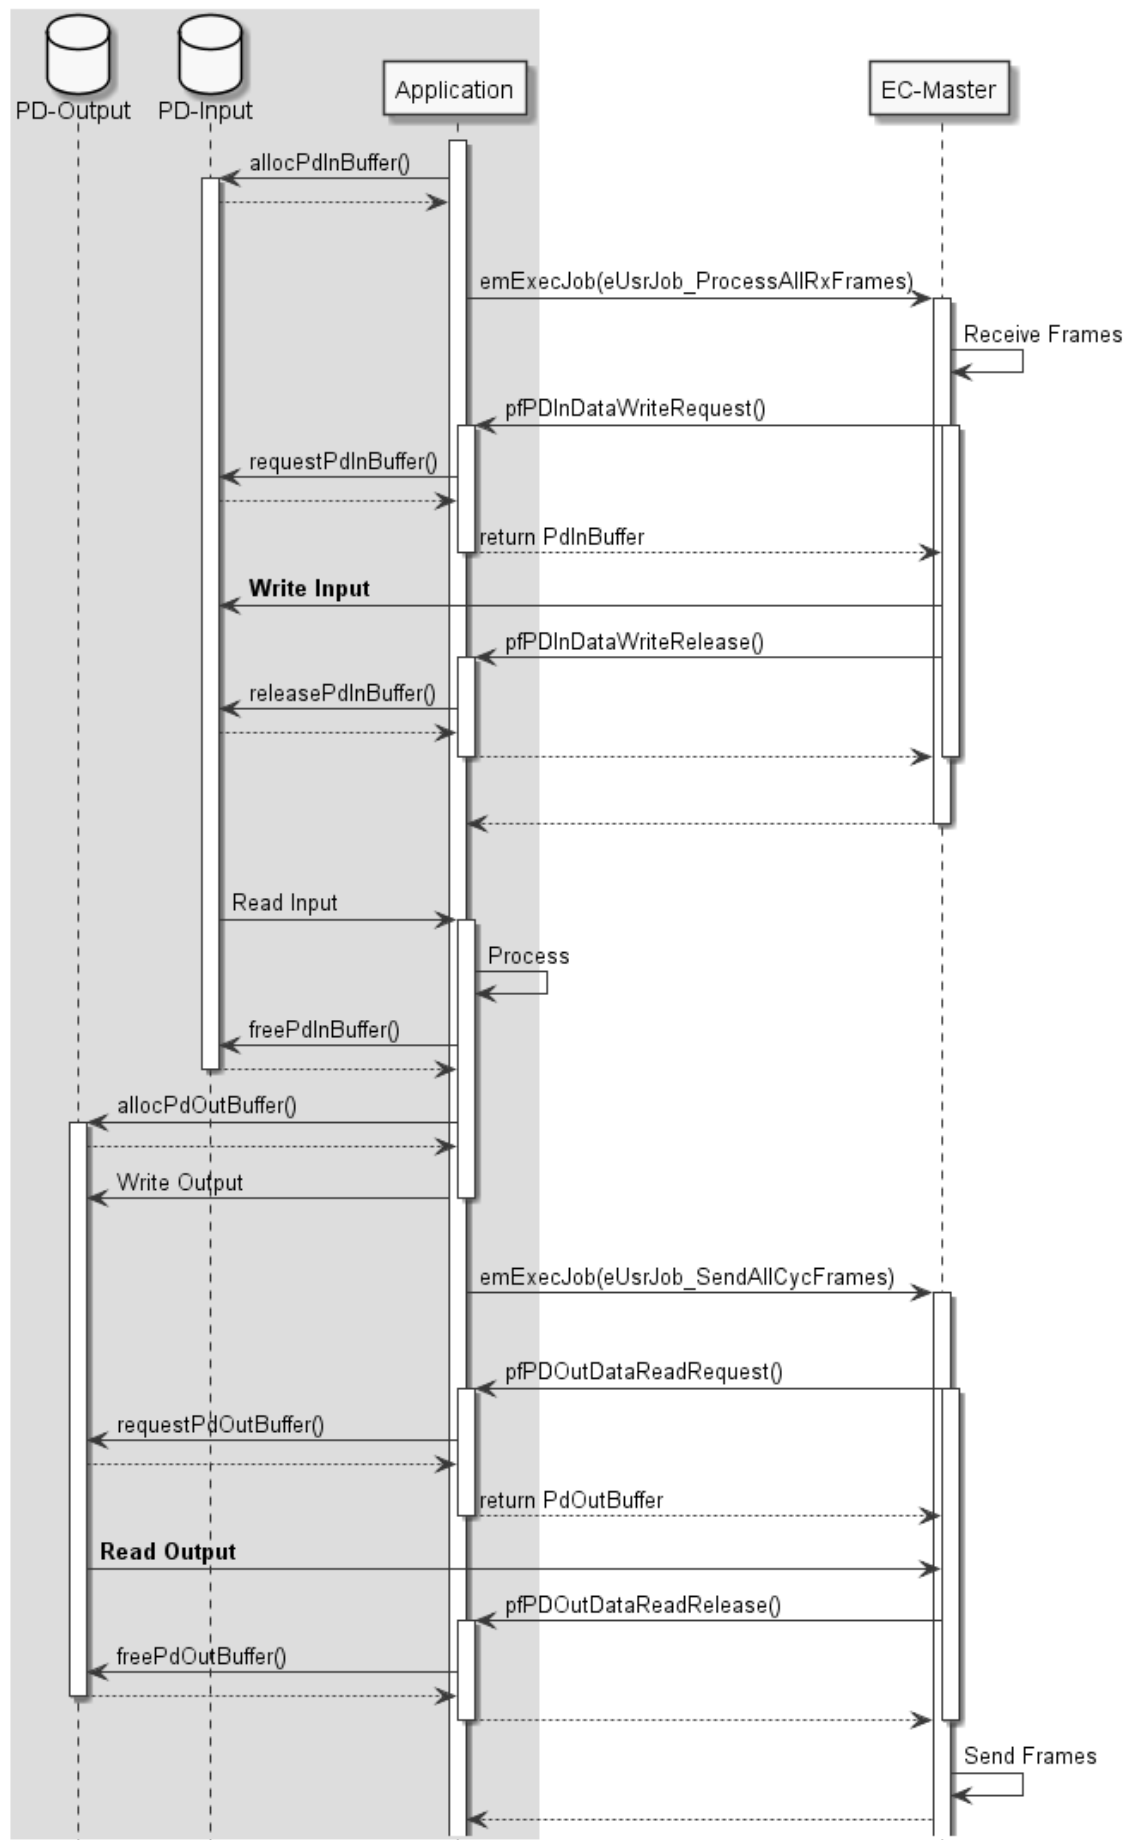 PD-Output
PD-Input
Application
EC-Master
allocPdInBuffer()
emExecJob(eUsrJob_ProcessAllRxFrames)
Receive Frames
pfPDInDataWriteRequest()
requestPdInBuffer()
return PdInBuffer
Write Input
pfPDInDataWriteRelease()
releasePdInBuffer()
Read Input
Process
freePdInBuffer()
allocPdOutBuffer()
Write Output
emExecJob(eUsrJob_SendAllCycFrames)
pfPDOutDataReadRequest()
requestPdOutBuffer()
return PdOutBuffer
Read Output
pfPDOutDataReadRelease()
freePdOutBuffer()
Send Frames